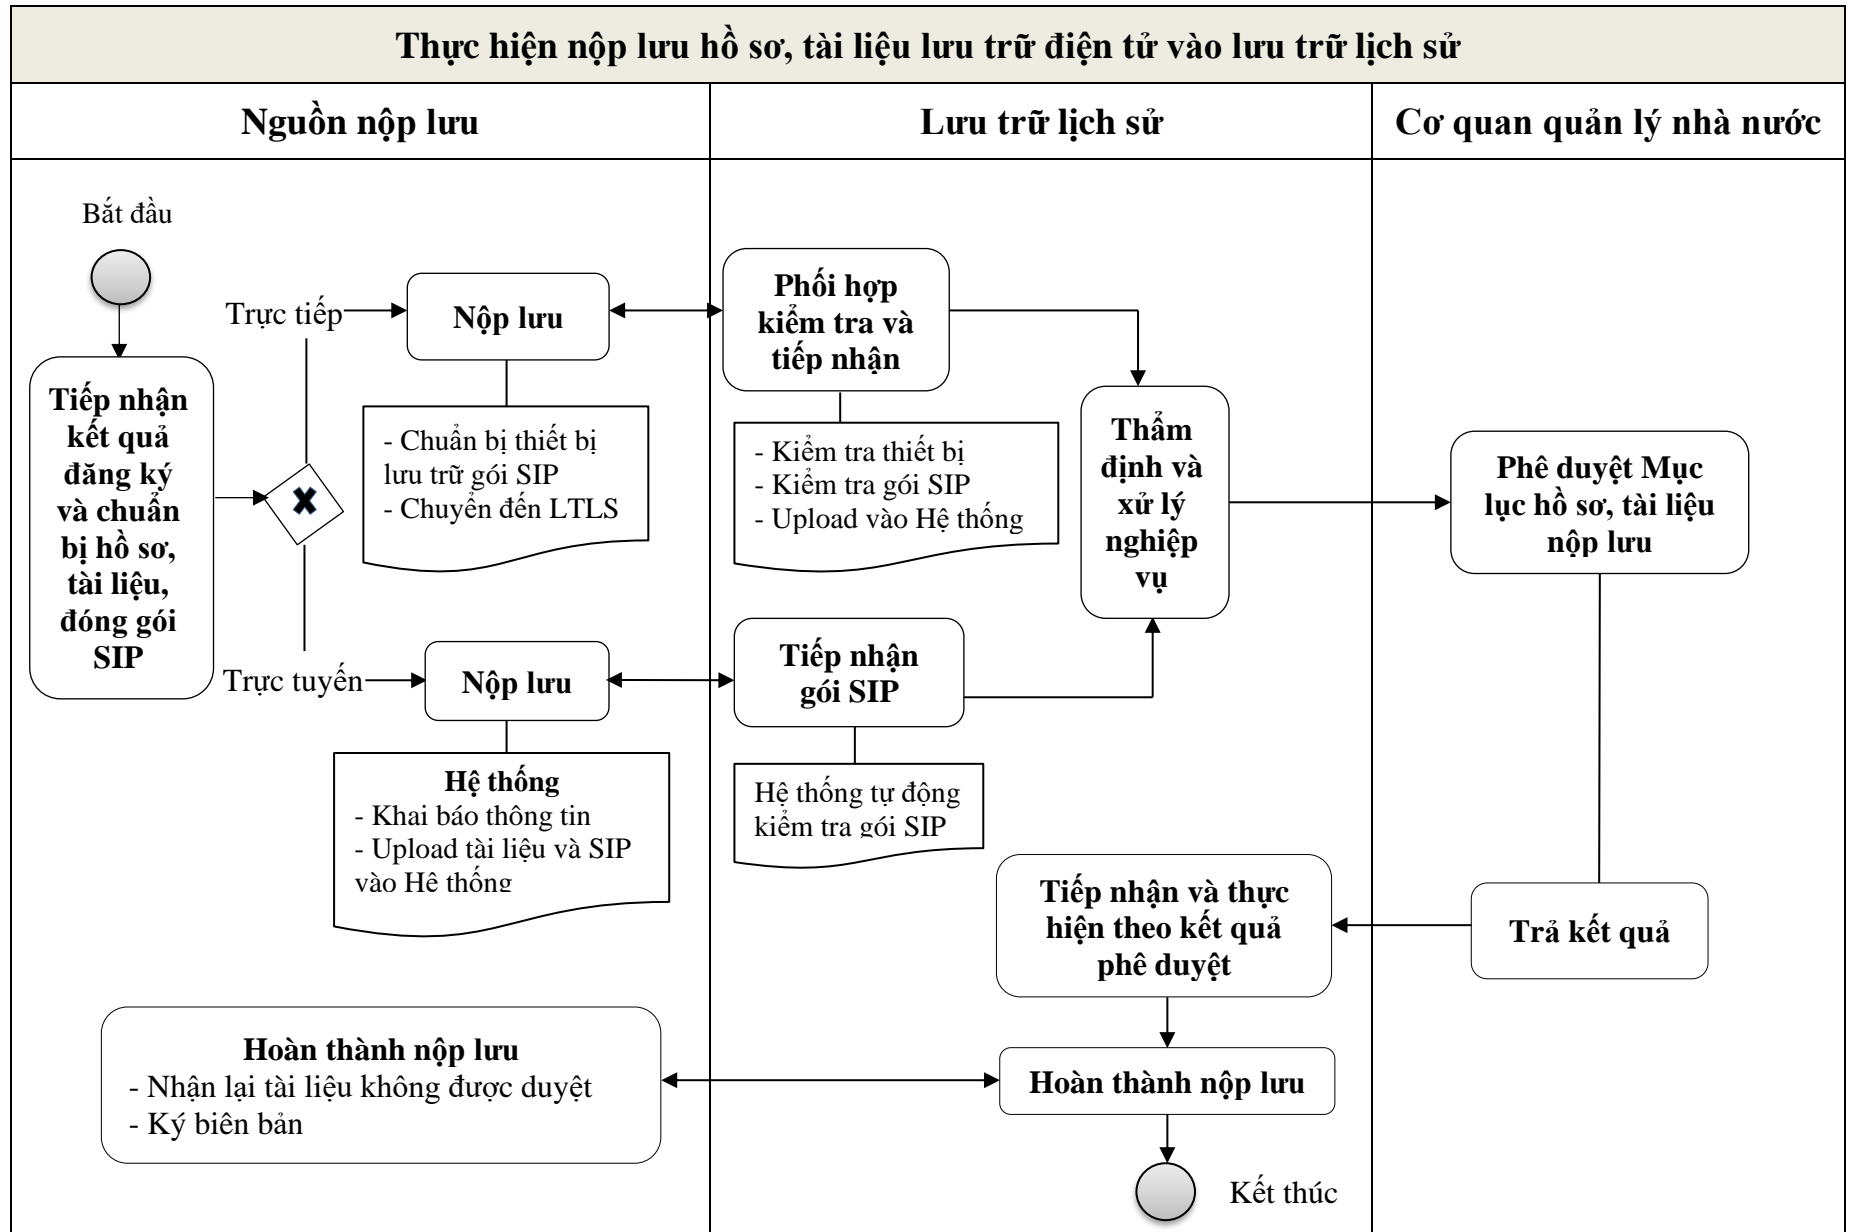 Thực hiện nộp lưu hồ sơ, tài liệu lưu trữ điện tử vào lưu trữ lịch sử
Nguồn nộp lưu
Lưu trữ lịch sử
Cơ quan quản lý nhà nước
Bắt đầu
Tiếp nhận
kết quả
đăng ký
và chuẩn
bị hồ sơ,
tài liệu,
đóng gói
SIP
Trực tiếp
Nộp lưu
- Chuẩn bị thiết bị
lưu trữ gói SIP
- Chuyển đến LTLS
Phối hợp
kiểm tra và
tiếp nhận
- Kiểm tra thiết bị
- Kiểm tra gói SIP
- Upload vào Hệ thống
Trực tuyến
Nộp lưu
Hệ thống
- Khai báo thông tin
- Upload tài liệu và SIP
vào Hệ thống
Tiếp nhận
gói SIP
Hệ thống tự động
kiểm tra gói SIP
Thẩm
định và
xử lý
nghiệp
vụ
Phê duyệt Mục
lục hồ sơ, tài liệu
nộp lưu
Trả kết quả
Tiếp nhận và thực
hiện theo kết quả
phê duyệt
Hoàn thành nộp lưu
Hoàn thành nộp lưu
- Nhận lại tài liệu không được duyệt
- Ký biên bản
Kết thúc